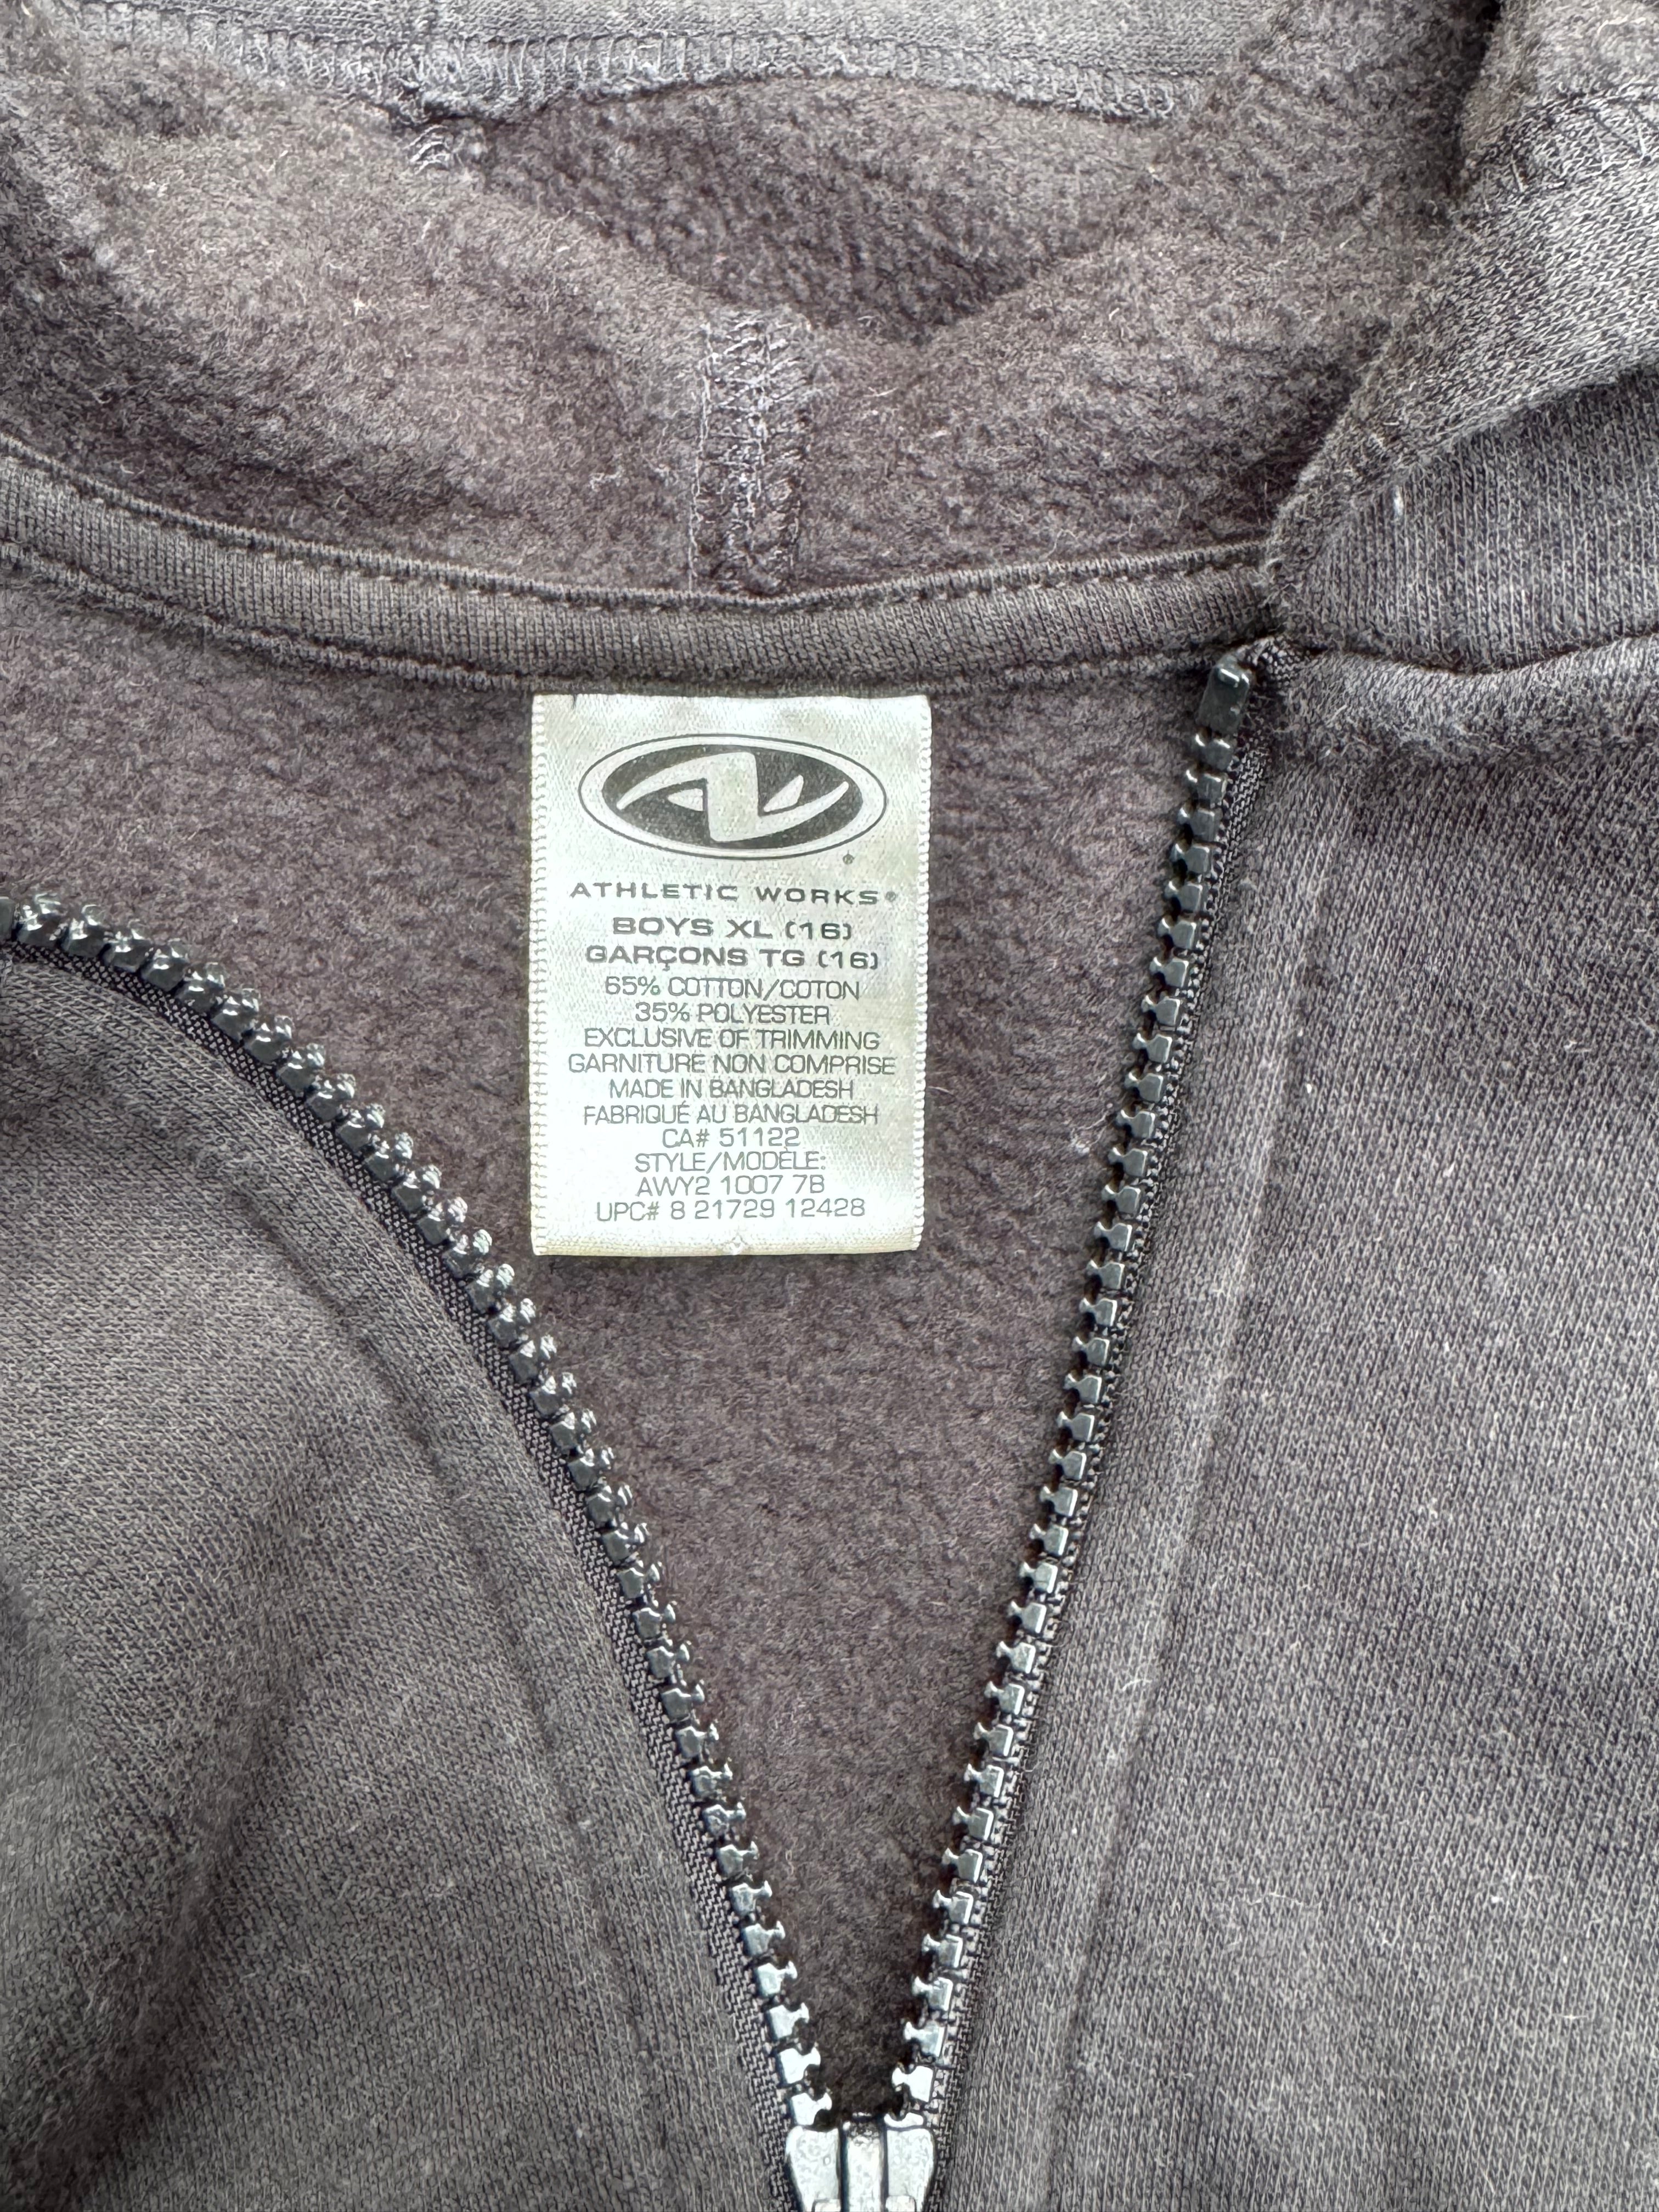 ®
ATHLETIC WORKS®
BOYS XL (16)
GARÇONS TG (16)
65% COTTON/COTON
35% POLYESTER
EXCLUSIVE OF TRIMMING
GARNITURE NON COMPRISE
MADE IN BANGLADESH
FABRIQUÉ AU BANGLADESH
CA# 51122
STYLE/MODÈLE:
AWY2 1007 7B
UPC# 8 21729 12428